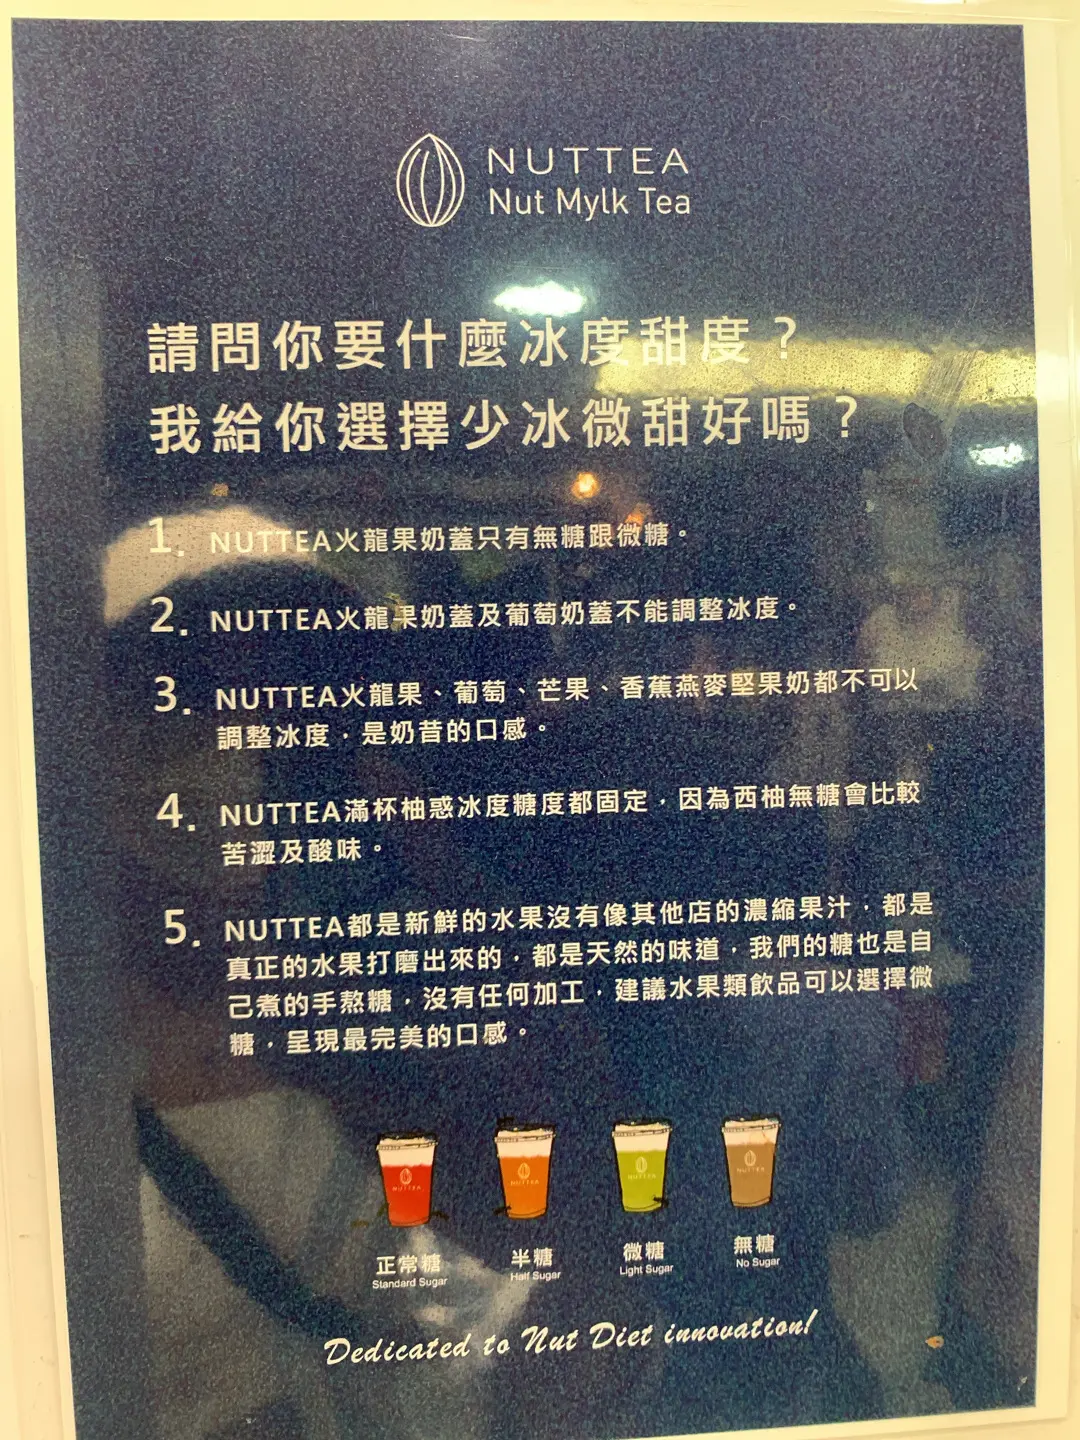 NUTTEA
Nut Mylk Tea
請問你要什麼冰度甜度？
我給你選擇少冰微甜好嗎？
1. NUTTEA火龍果奶蓋只有無糖跟微糖。
2. NUTTEA火龍果奶蓋及葡萄奶蓋不能調整冰度。
3. NUTTEA火龍果、葡萄、芒果、香蕉燕麥堅果奶都不可以
調整冰度，是奶昔的口感。
4. NUTTEA滿杯柚惑冰度糖度都固定，因為西柚無糖會比較
苦澀及酸味。
5. NUTTEA都是新鮮的水果沒有像其他店的濃縮果汁，都是
真正的水果打磨出來的，都是天然的味道，我們的糖也是自
己煮的手熬糖，沒有任何加工，建議水果類飲品可以選擇微
糖，呈現最完美的口感。
NUTTEA NUTTEA NUTTEA NUTTEA
正常糖 半糖 微糖 無糖
Standard Sugar Half Sugar Light Sugar No Sugar
Dedicated to Nut Diet innovation!